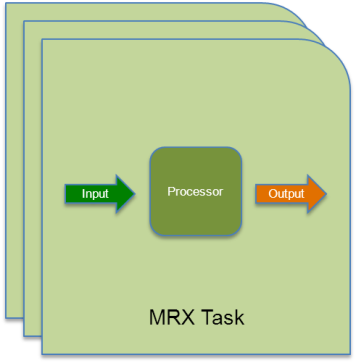 Input
Processor
Output
MRX Task